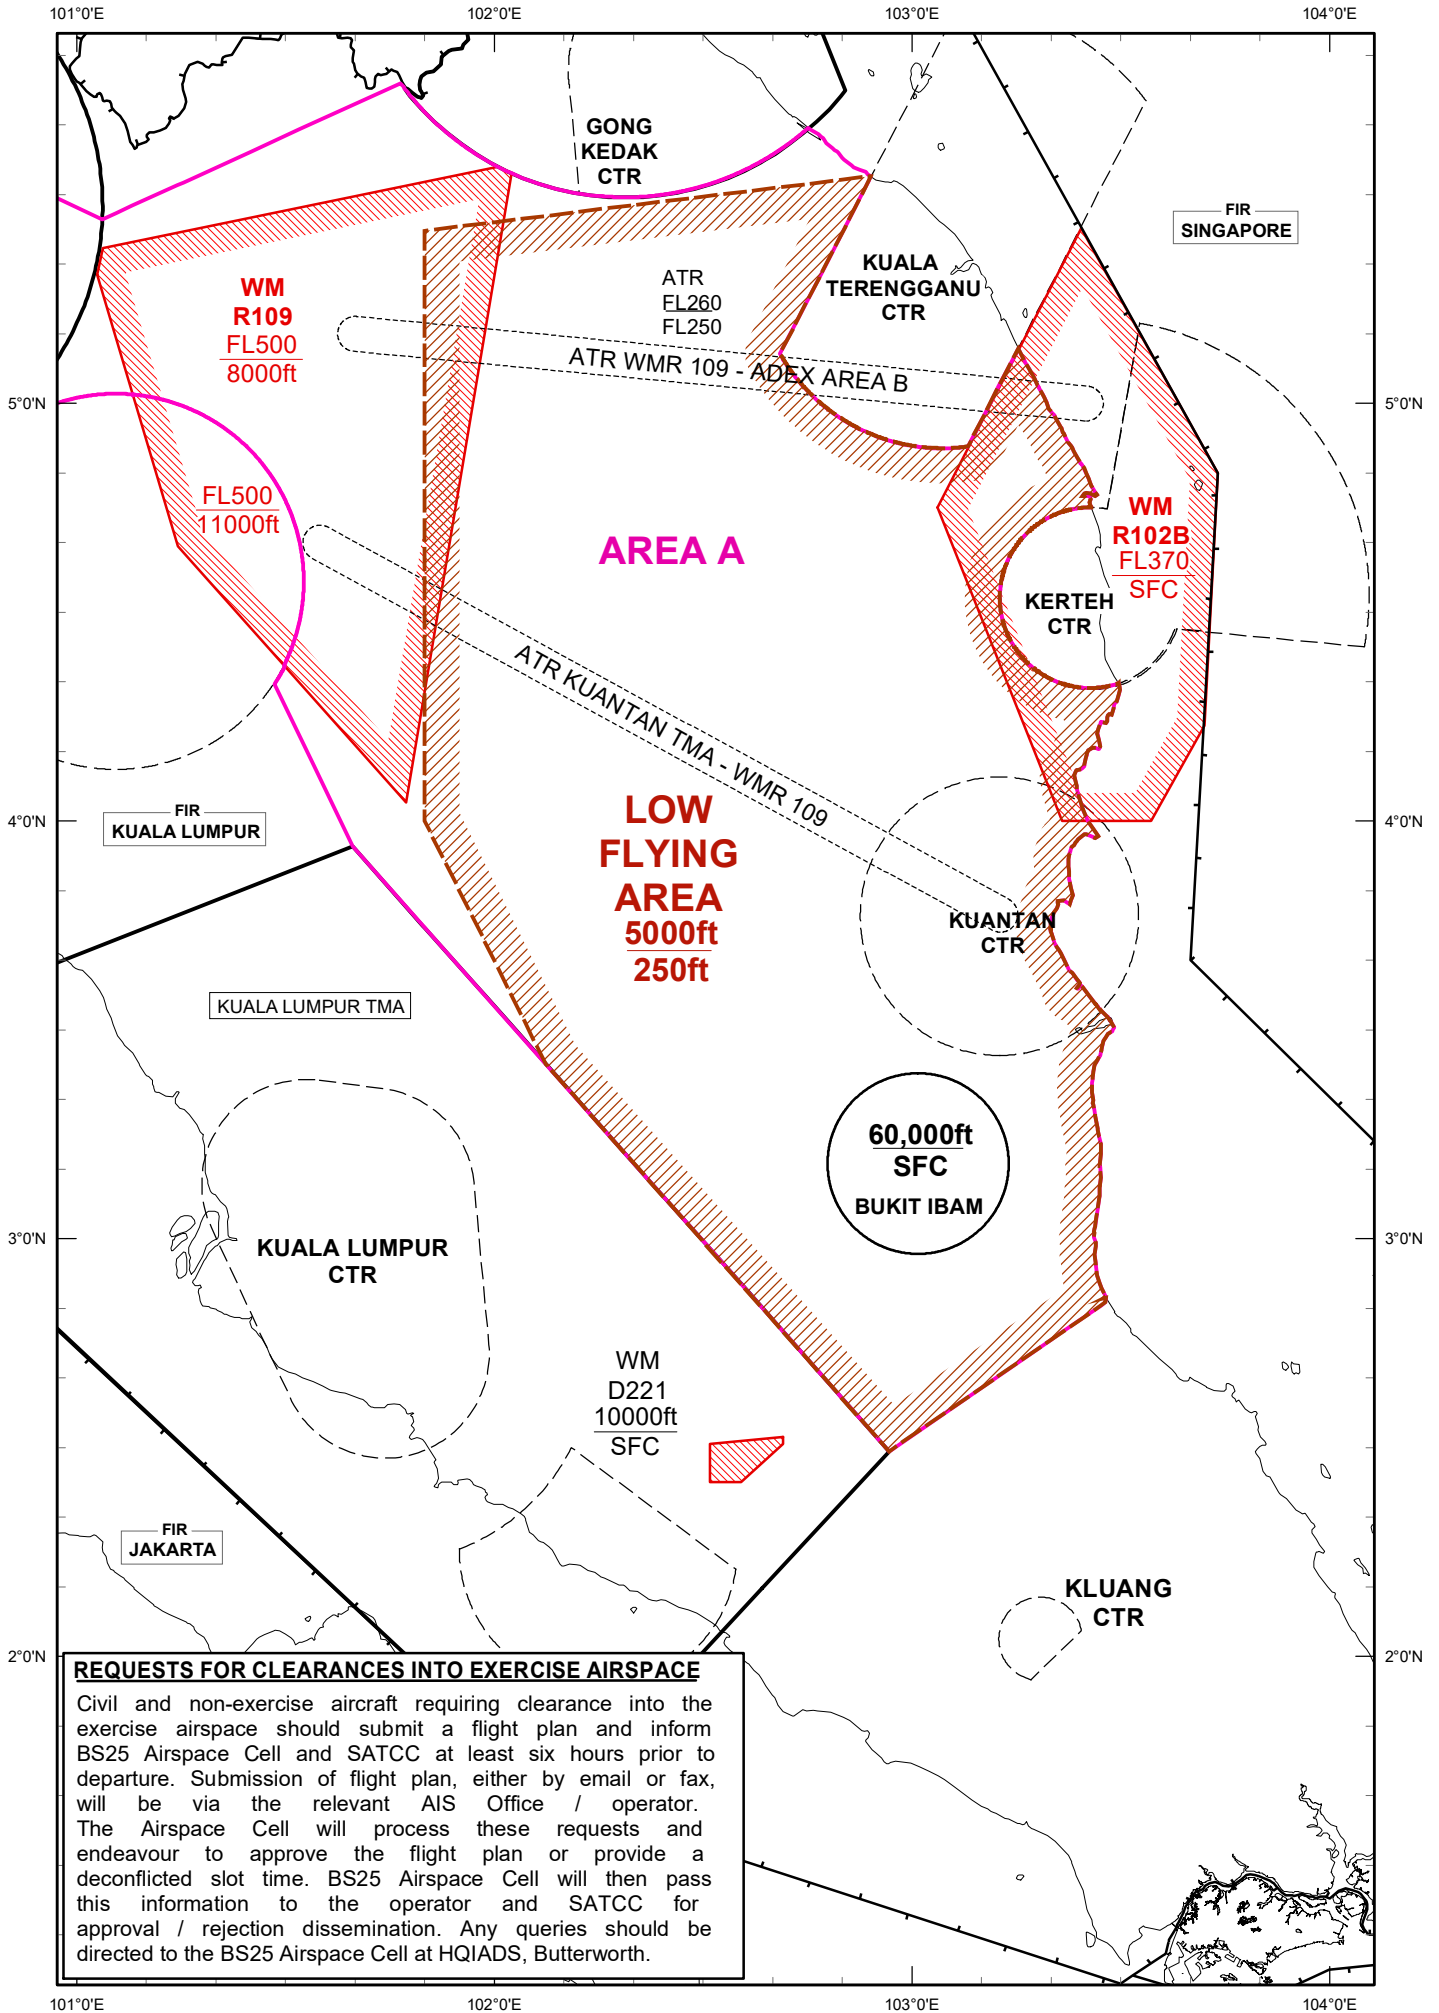 101°0'E
102°0'E
103°0'E
104°0'E
GONG
KEDAK
CTR
FIR
SINGAPORE
KUALA
TERENGGANU
CTR
ATR
FL260
FL250
WM
R109
FL500
8000ft
ATR WMR 109 - ADEX AREA B
5°0'N
5°0'N
FL500
11000ft
WM
R102B
FL370
SFC
AREA A
KERTEH
CTR
ATR KUANTAN TMA - WMR 109
FIR
KUALA LUMPUR
4°0'N
4°0'N
LOW
FLYING
AREA
5000ft
250ft
KUANTAN
CTR
KUALA LUMPUR TMA
60,000ft
SFC
BUKIT IBAM
3°0'N
3°0'N
KUALA LUMPUR
CTR
WM
D221
10000ft
SFC
FIR
JAKARTA
KLUANG
CTR
2°0'N
2°0'N
REQUESTS FOR CLEARANCES INTO EXERCISE AIRSPACE
Civil and non-exercise aircraft requiring clearance into the
exercise airspace should submit a flight plan and inform
BS25 Airspace Cell and SATCC at least six hours prior to
departure. Submission of flight plan, either by email or fax,
will be via the relevant AIS Office / operator.
The Airspace Cell will process these requests and
endeavour to approve the flight plan or provide a
deconflicted slot time. BS25 Airspace Cell will then pass
this information to the operator and SATCC for
approval / rejection dissemination. Any queries should be
directed to the BS25 Airspace Cell at HQIADS, Butterworth.
101°0'E
102°0'E
103°0'E
104°0'E